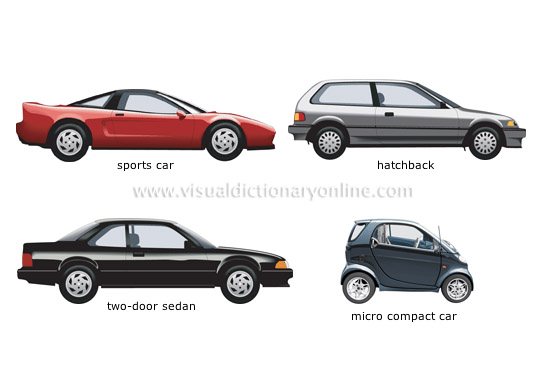 sports car
hatchback
www.visualdictionaryonline.com
two-door sedan
micro compact car